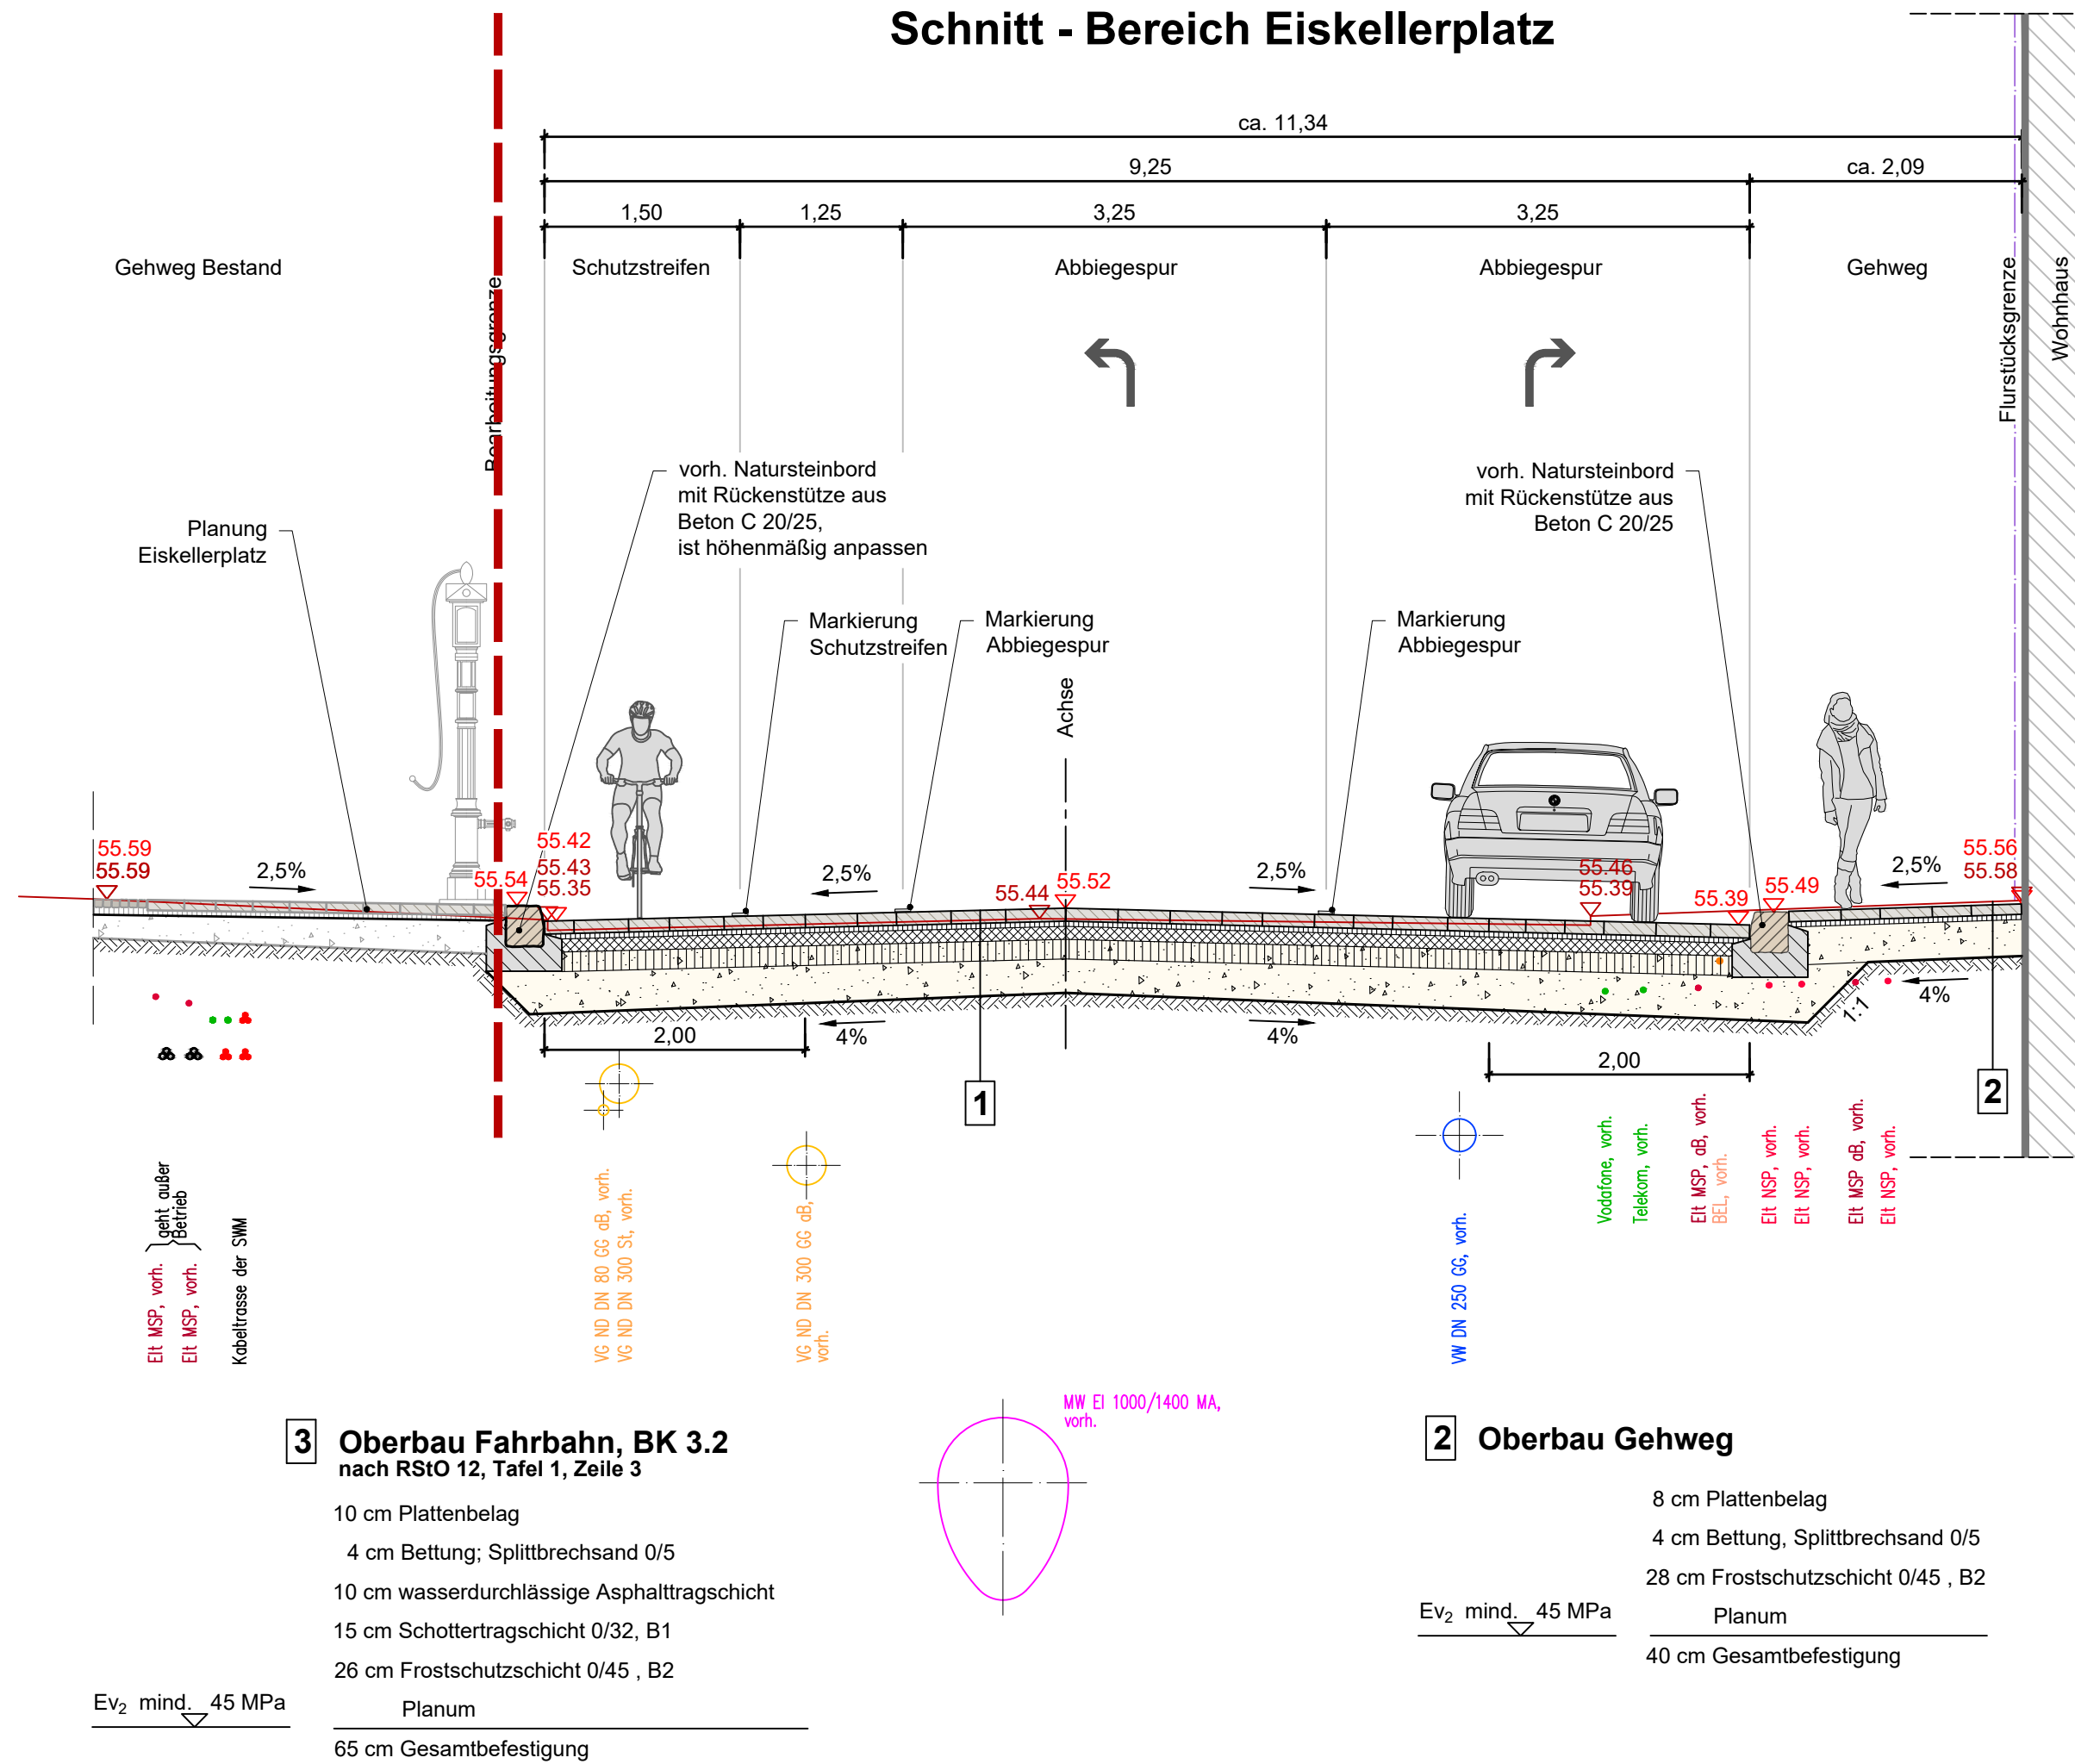 Schnitt - Bereich Eiskellerplatz
ca. 11,34
9,25
ca. 2,09
1,50
1,25
3,25
3,25
Gehweg Bestand
Schutzstreifen
Abbiegespur
Abbiegespur
Gehweg
Bearbeitungsgrenze
Flurstücksgrenze
Wohnhaus
vorh. Natursteinbord
mit Rückenstütze aus
Beton C 20/25,
ist höhenmäßig anpassen
vorh. Natursteinbord
mit Rückenstütze aus
Beton C 20/25
Planung
Eiskellerplatz
Markierung
Schutzstreifen
Markierung
Abbiegespur
Markierung
Abbiegespur
Achse
55.59
55.59
2,5%
55.54
55.42
55.43
55.35
2,5%
55.44
55.52
2,5%
55.46
55.39
55.39
55.49
2,5%
55.56
55.58
2,00
4%
4%
2,00
1:1
4%
1
2
geht außer
Betrieb
Elt MSP, vorh.
Elt MSP, vorh.
Kabeltrasse der SWM
VG ND DN 80 GG aB, vorh.
VG ND DN 300 St, vorh.
VG ND DN 300 GG aB,
vorh.
VW DN 250 GG, vorh.
Vodafone, vorh.
Telekom, vorh.
Elt MSP, aB, vorh.
BEL, vorh.
Elt NSP, vorh.
Elt NSP, vorh.
Elt MSP aB, vorh.
Elt NSP, vorh.
MW EI 1000/1400 MA,
vorh.
3 Oberbau Fahrbahn, BK 3.2
nach RStO 12, Tafel 1, Zeile 3
10 cm Plattenbelag
4 cm Bettung; Splittbrechsand 0/5
10 cm wasserdurchlässige Asphalttragschicht
15 cm Schottertragschicht 0/32, B1
26 cm Frostschutzschicht 0/45 , B2
Ev₂ mind. 45 MPa
Planum
65 cm Gesamtbefestigung
2 Oberbau Gehweg
8 cm Plattenbelag
4 cm Bettung, Splittbrechsand 0/5
28 cm Frostschutzschicht 0/45 , B2
Ev₂ mind. 45 MPa
Planum
40 cm Gesamtbefestigung